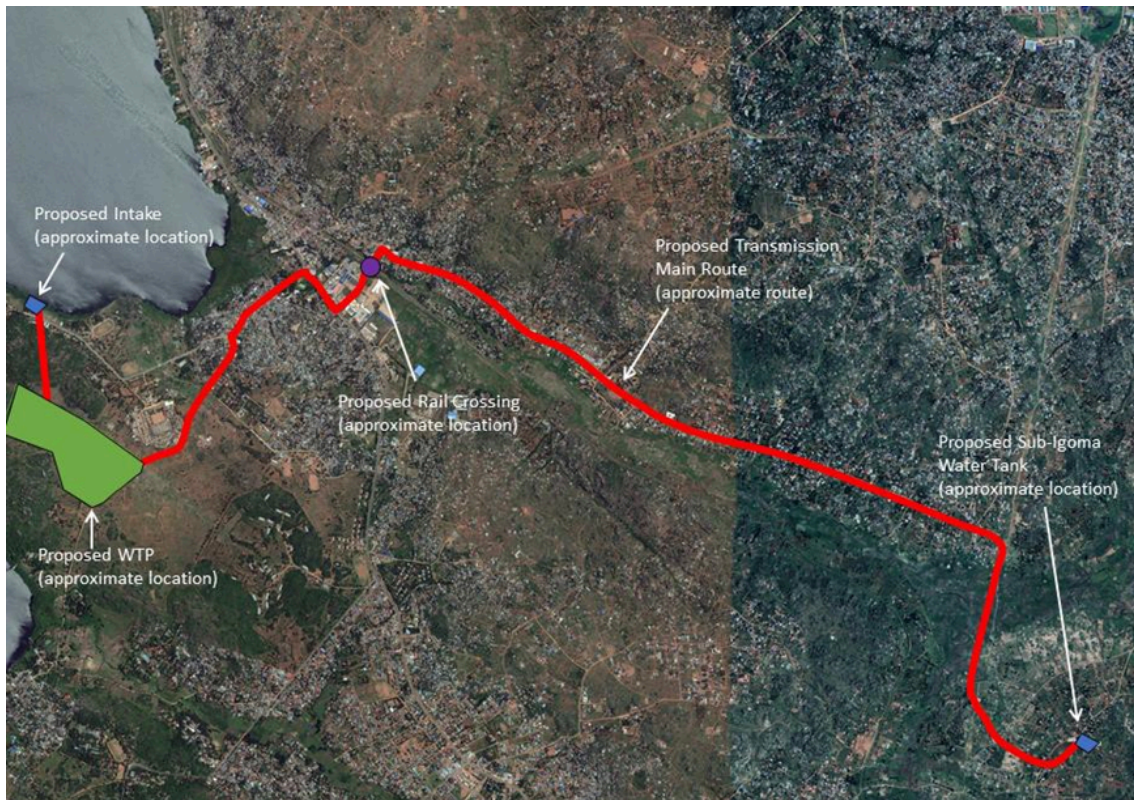 Proposed Intake
(approximate location)
Proposed Transmission
Main Route
(approximate route)
Proposed Rail Crossing
(approximate location)
Proposed Sub-Igoma
Water Tank
(approximate location)
Proposed WTP
(approximate location)